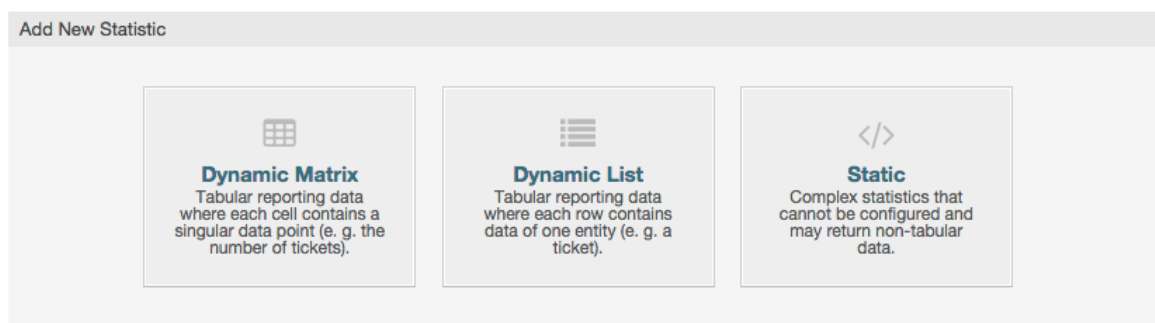 Add New Statistic
Dynamic Matrix
Tabular reporting data
where each cell contains a
singular data point (e. g. the
number of tickets).
Dynamic List
Tabular reporting data
where each row contains
data of one entity (e. g. a
ticket).
Static
Complex statistics that
cannot be configured and
may return non-tabular
data.